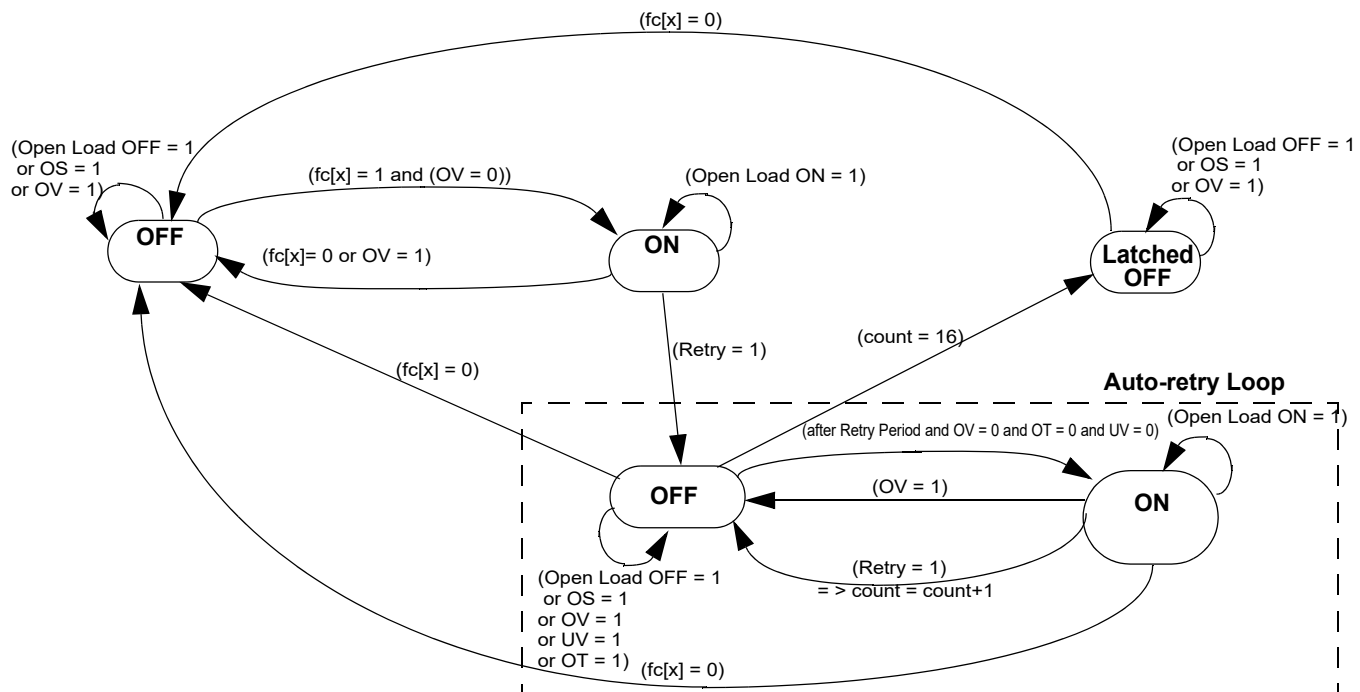 (fc[x] = 0)
(Open Load OFF = 1
or OS = 1
or OV = 1)
(fc[x] = 1 and (OV = 0))
(Open Load ON = 1)
(Open Load OFF = 1
or OS = 1
or OV = 1)
OFF
ON
Latched
OFF
(fc[x]= 0 or OV = 1)
(Retry = 1)
(count = 16)
(fc[x] = 0)
Auto-retry Loop
(Open Load ON = 1)
(after Retry Period and OV = 0 and OT = 0 and UV = 0)
OFF
(OV = 1)
ON
(Retry = 1)
= > count = count+1
(Open Load OFF = 1
or OS = 1
or OV = 1
or UV = 1
or OT = 1)
(fc[x] = 0)